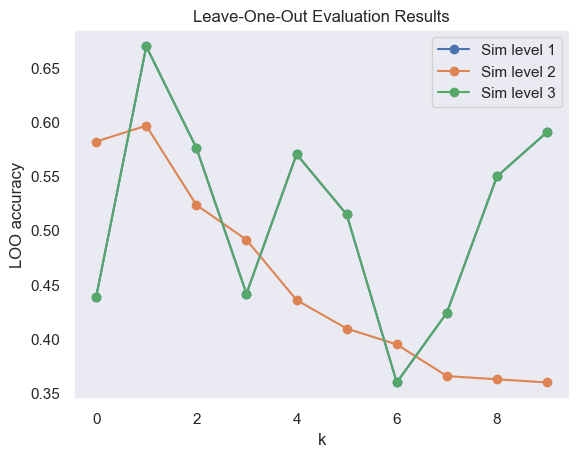 Leave-One-Out Evaluation Results
Sim level 1
Sim level 2
Sim level 3
LOO accuracy
0.65
0.60
0.55
0.50
0.45
0.40
0.35
0 2 4 6 8
k